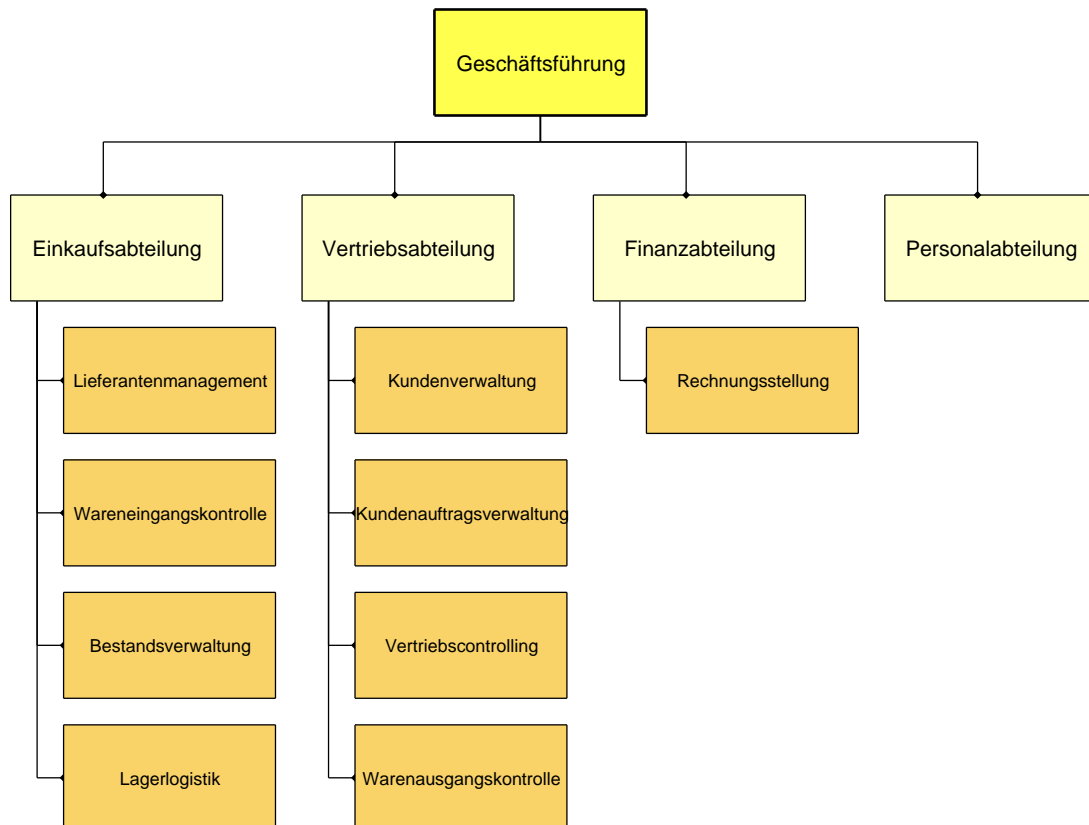 Geschäftsführung
Einkaufsabteilung
Vertriebsabteilung
Finanzabteilung
Personalabteilung
Lieferantenmanagement
Kundenverwaltung
Rechnungsstellung
Wareneingangskontrolle
Kundenauftragsverwaltung
Bestandsverwaltung
Vertriebscontrolling
Lagerlogistik
Warenausgangskontrolle